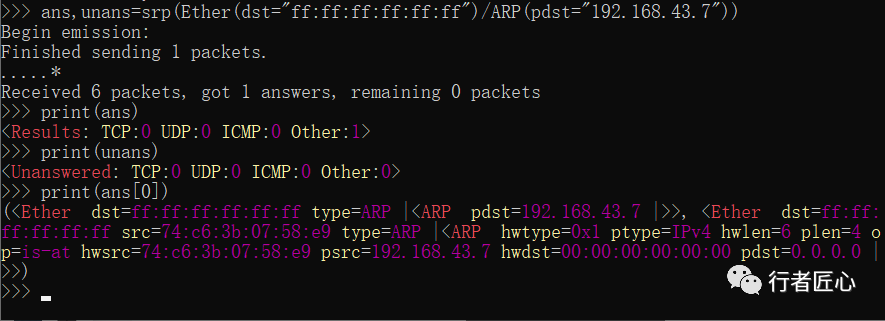 >>> ans,unans=srp(Ether(dst="ff:ff:ff:ff:ff:ff")/ARP(pdst="192.168.43.7"))
Begin emission:
Finished sending 1 packets.
.....*
Received 6 packets, got 1 answers, remaining 0 packets
>>> print(ans)
<Results: TCP:0 UDP:0 ICMP:0 Other:1>
>>> print(unans)
<Unanswered: TCP:0 UDP:0 ICMP:0 Other:0>
>>> print(ans[0])
(<Ether  dst=ff:ff:ff:ff:ff:ff type=ARP |<ARP  pdst=192.168.43.7 |>>, <Ether  dst=ff:ff:
ff:ff:ff:ff src=74:c6:3b:07:58:e9 type=ARP |<ARP  hwtype=0x1 ptype=IPv4 hwlen=6 plen=4 o
p=is-at hwsrc=74:c6:3b:07:58:e9 psrc=192.168.43.7 hwdst=00:00:00:00:00:00 pdst=0.0.0.0 |
>>)
>>>
行者匠心